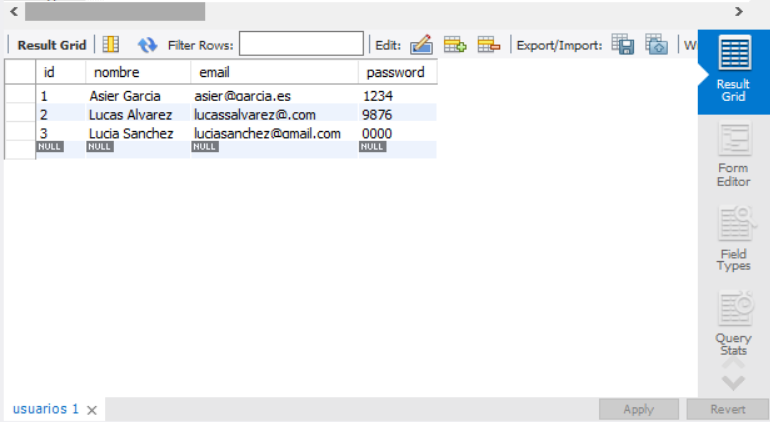 Result Grid Filter Rows: Edit: Export/Import: W
id nombre email password
1 Asier Garcia asier@garcia.es 1234
2 Lucas Alvarez lucassalvarez@.com 9876
3 Lucia Sanchez luciasanchez@gmail.com 0000
NULL NULL NULL NULL
Result
Grid
Form
Editor
Field
Types
Query
Stats
usuarios 1 Apply Revert